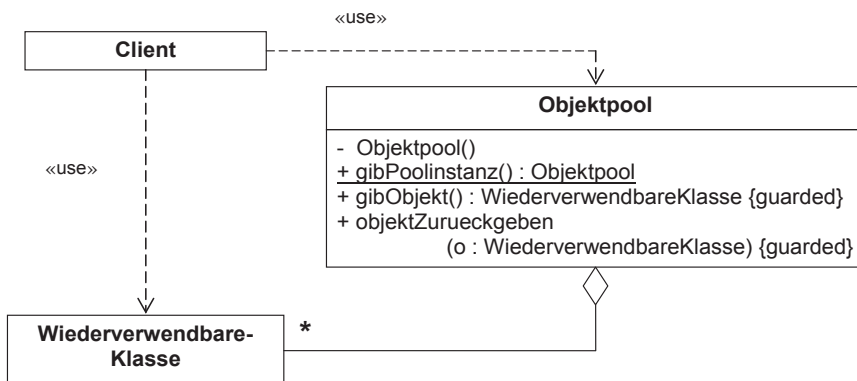 «use»
Client
Objektpool
- Objektpool()
+ gibPoolinstanz() : Objektpool
+ gibObjekt() : WiederverwendbareKlasse {guarded}
+ objektZurueckgeben
(o : WiederverwendbareKlasse) {guarded}
«use»
*
Wiederverwendbare-
Klasse